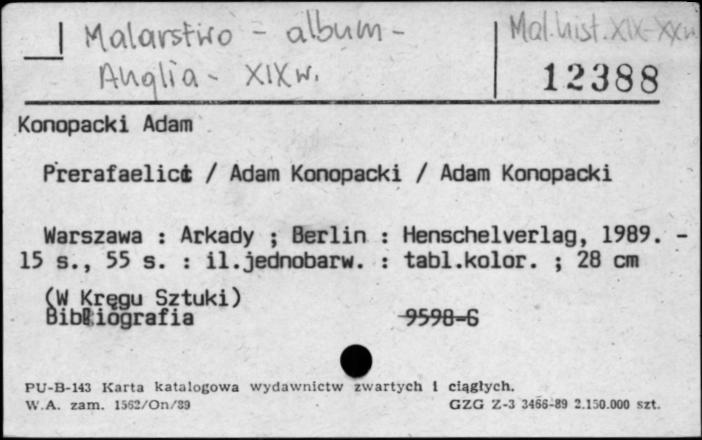 Malarstwo - album -
Anglia - XIX w.
Mal. hist. XIX-XX w.
12388
Konopacki Adam
Prerafaelici / Adam Konopacki / Adam Konopacki
Warszawa : Arkady ; Berlin : Henschelverlag, 1989. -
15 s., 55 s. : il.jednobarw. : tabl.kolor. ; 28 cm
(W Kręgu Sztuki)
Bibliografia
9598-6
PU-B-143 Karta katalogowa wydawnictw zwartych i ciągłych.
W.A. zam. 1562/On/89
GZG Z-3 3466-89 2.150.000 szt.